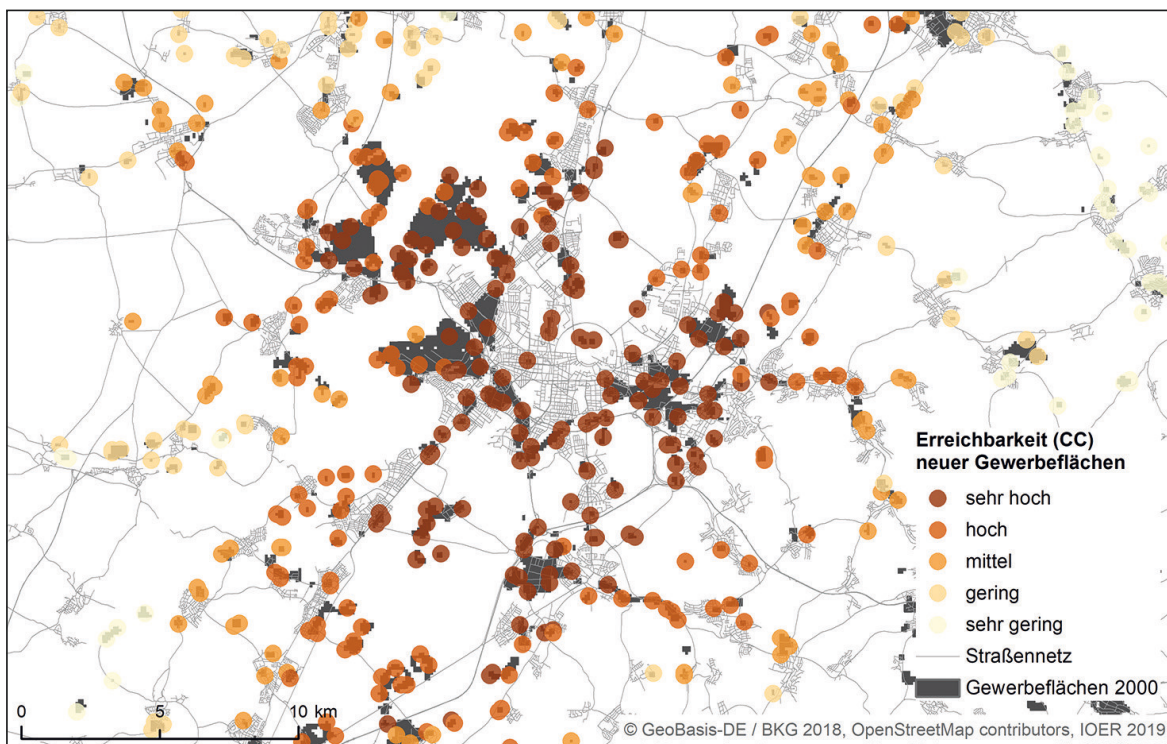 Erreichbarkeit (CC)
neuer Gewerbeflächen
sehr hoch
hoch
mittel
gering
sehr gering
Straßennetz
Gewerbeflächen 2000
0 5 10 km
© GeoBasis-DE / BKG 2018, OpenStreetMap contributors, IOER 2019